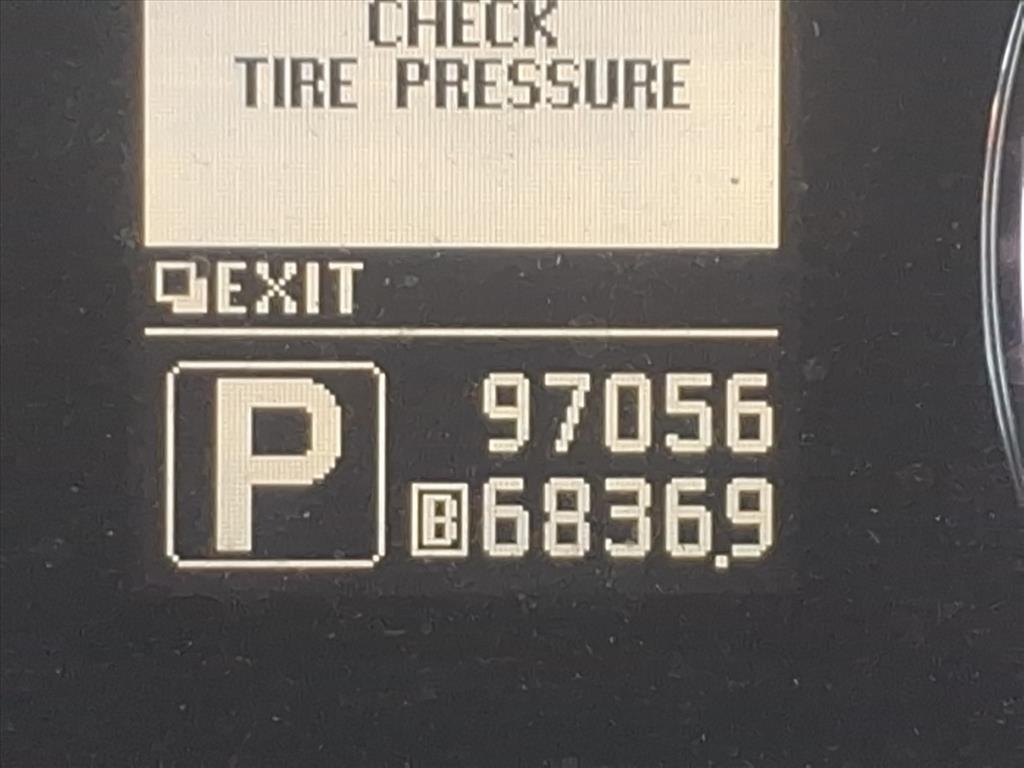 CHECK
TIRE PRESSURE
EXIT
P
97056
B 6836.9